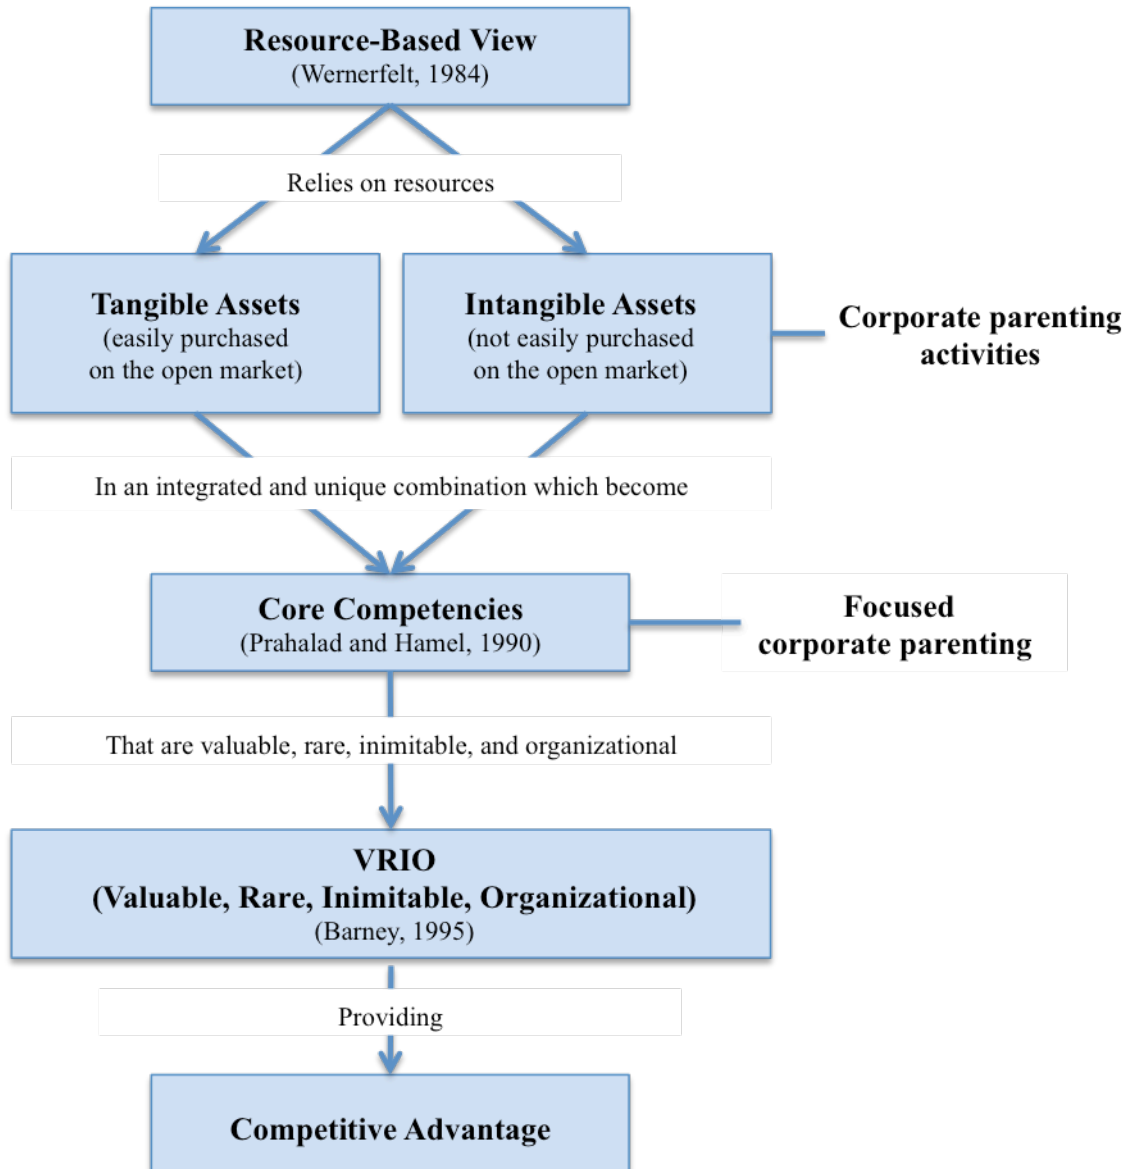 Resource-Based View
(Wernerfelt, 1984)
Relies on resources
Tangible Assets
(easily purchased
on the open market)
Intangible Assets
(not easily purchased
on the open market)
Corporate parenting
activities
In an integrated and unique combination which become
Core Competencies
(Prahalad and Hamel, 1990)
Focused
corporate parenting
That are valuable, rare, inimitable, and organizational
VRIO
(Valuable, Rare, Inimitable, Organizational)
(Barney, 1995)
Providing
Competitive Advantage